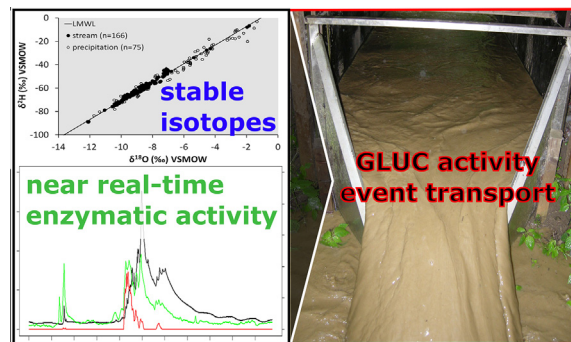 LMWL
stream (n=166)
precipitation (n=75)
0
-20
-40
-60
-80
-100
δ²H (‰) VSMOW
-14 -12 -10 -8 -6 -4 -2 0
δ¹⁸O (‰) VSMOW
stable
isotopes
near real-time
enzymatic activity
GLUC activity
event transport